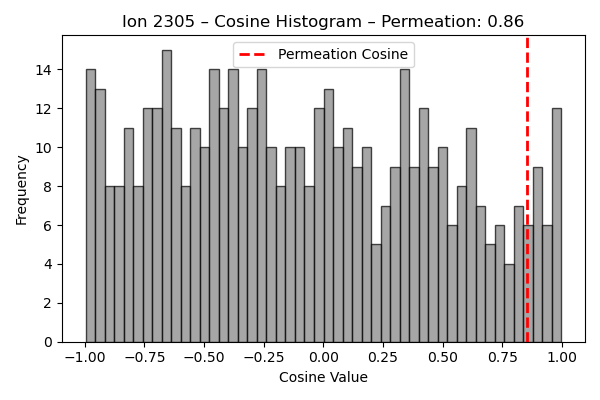 Ion 2305 – Cosine Histogram – Permeation: 0.86
Permeation Cosine
Frequency
14
12
10
8
6
4
2
0
−1.00 −0.75 −0.50 −0.25 0.00 0.25 0.50 0.75 1.00
Cosine Value